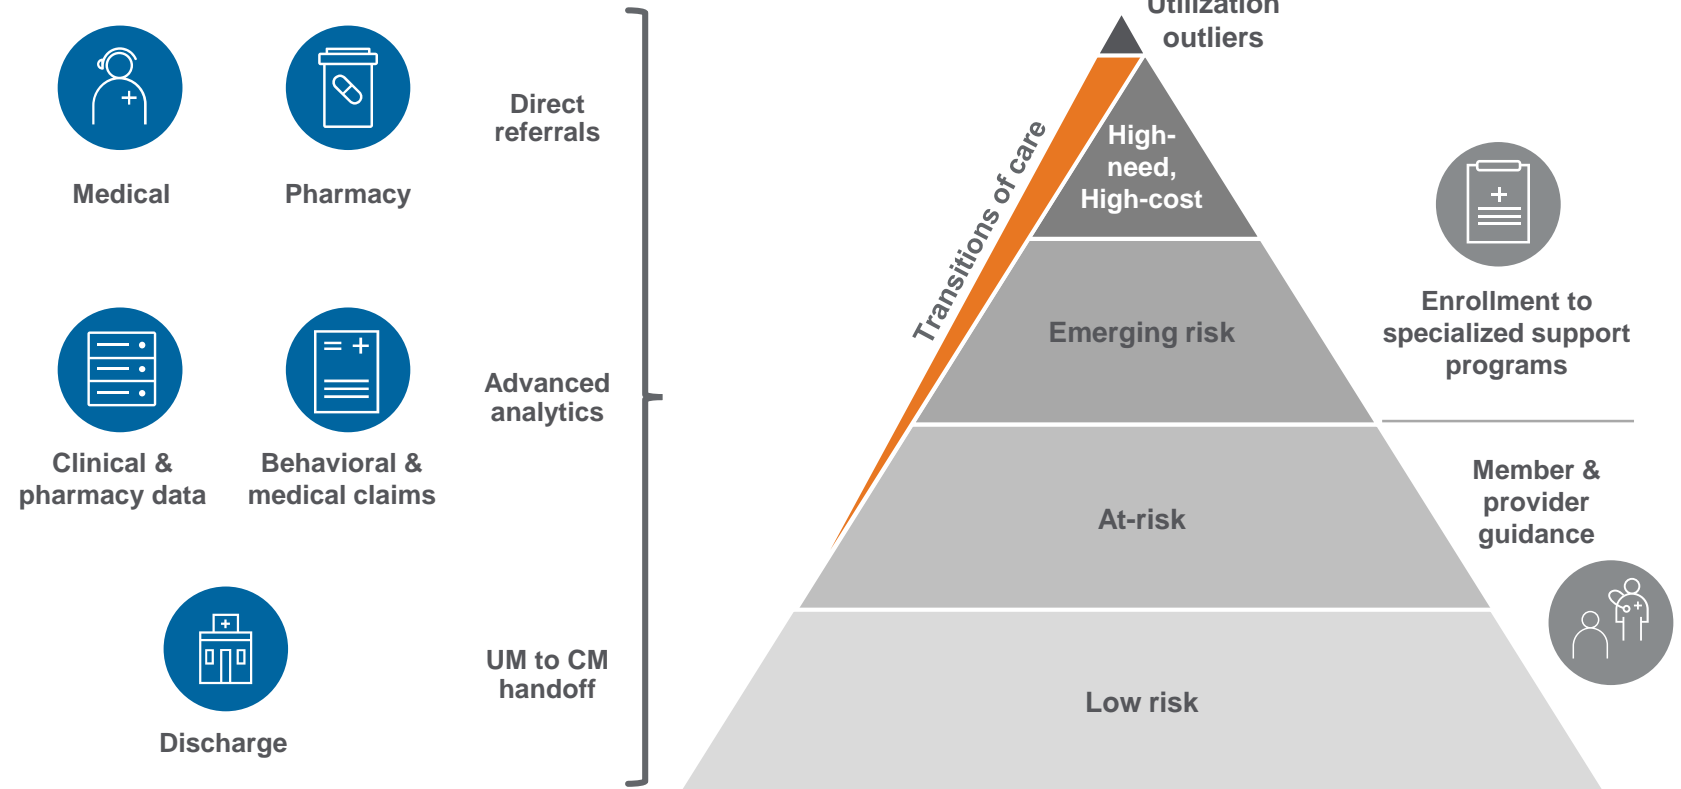 Medical
Pharmacy
Direct
referrals
Clinical &
pharmacy data
Behavioral &
medical claims
Advanced
analytics
Discharge
UM to CM
handoff
Utilization
outliers
Transitions of care
High-
need,
High-cost
Emerging risk
At-risk
Low risk
Enrollment to
specialized support
programs
Member &
provider
guidance